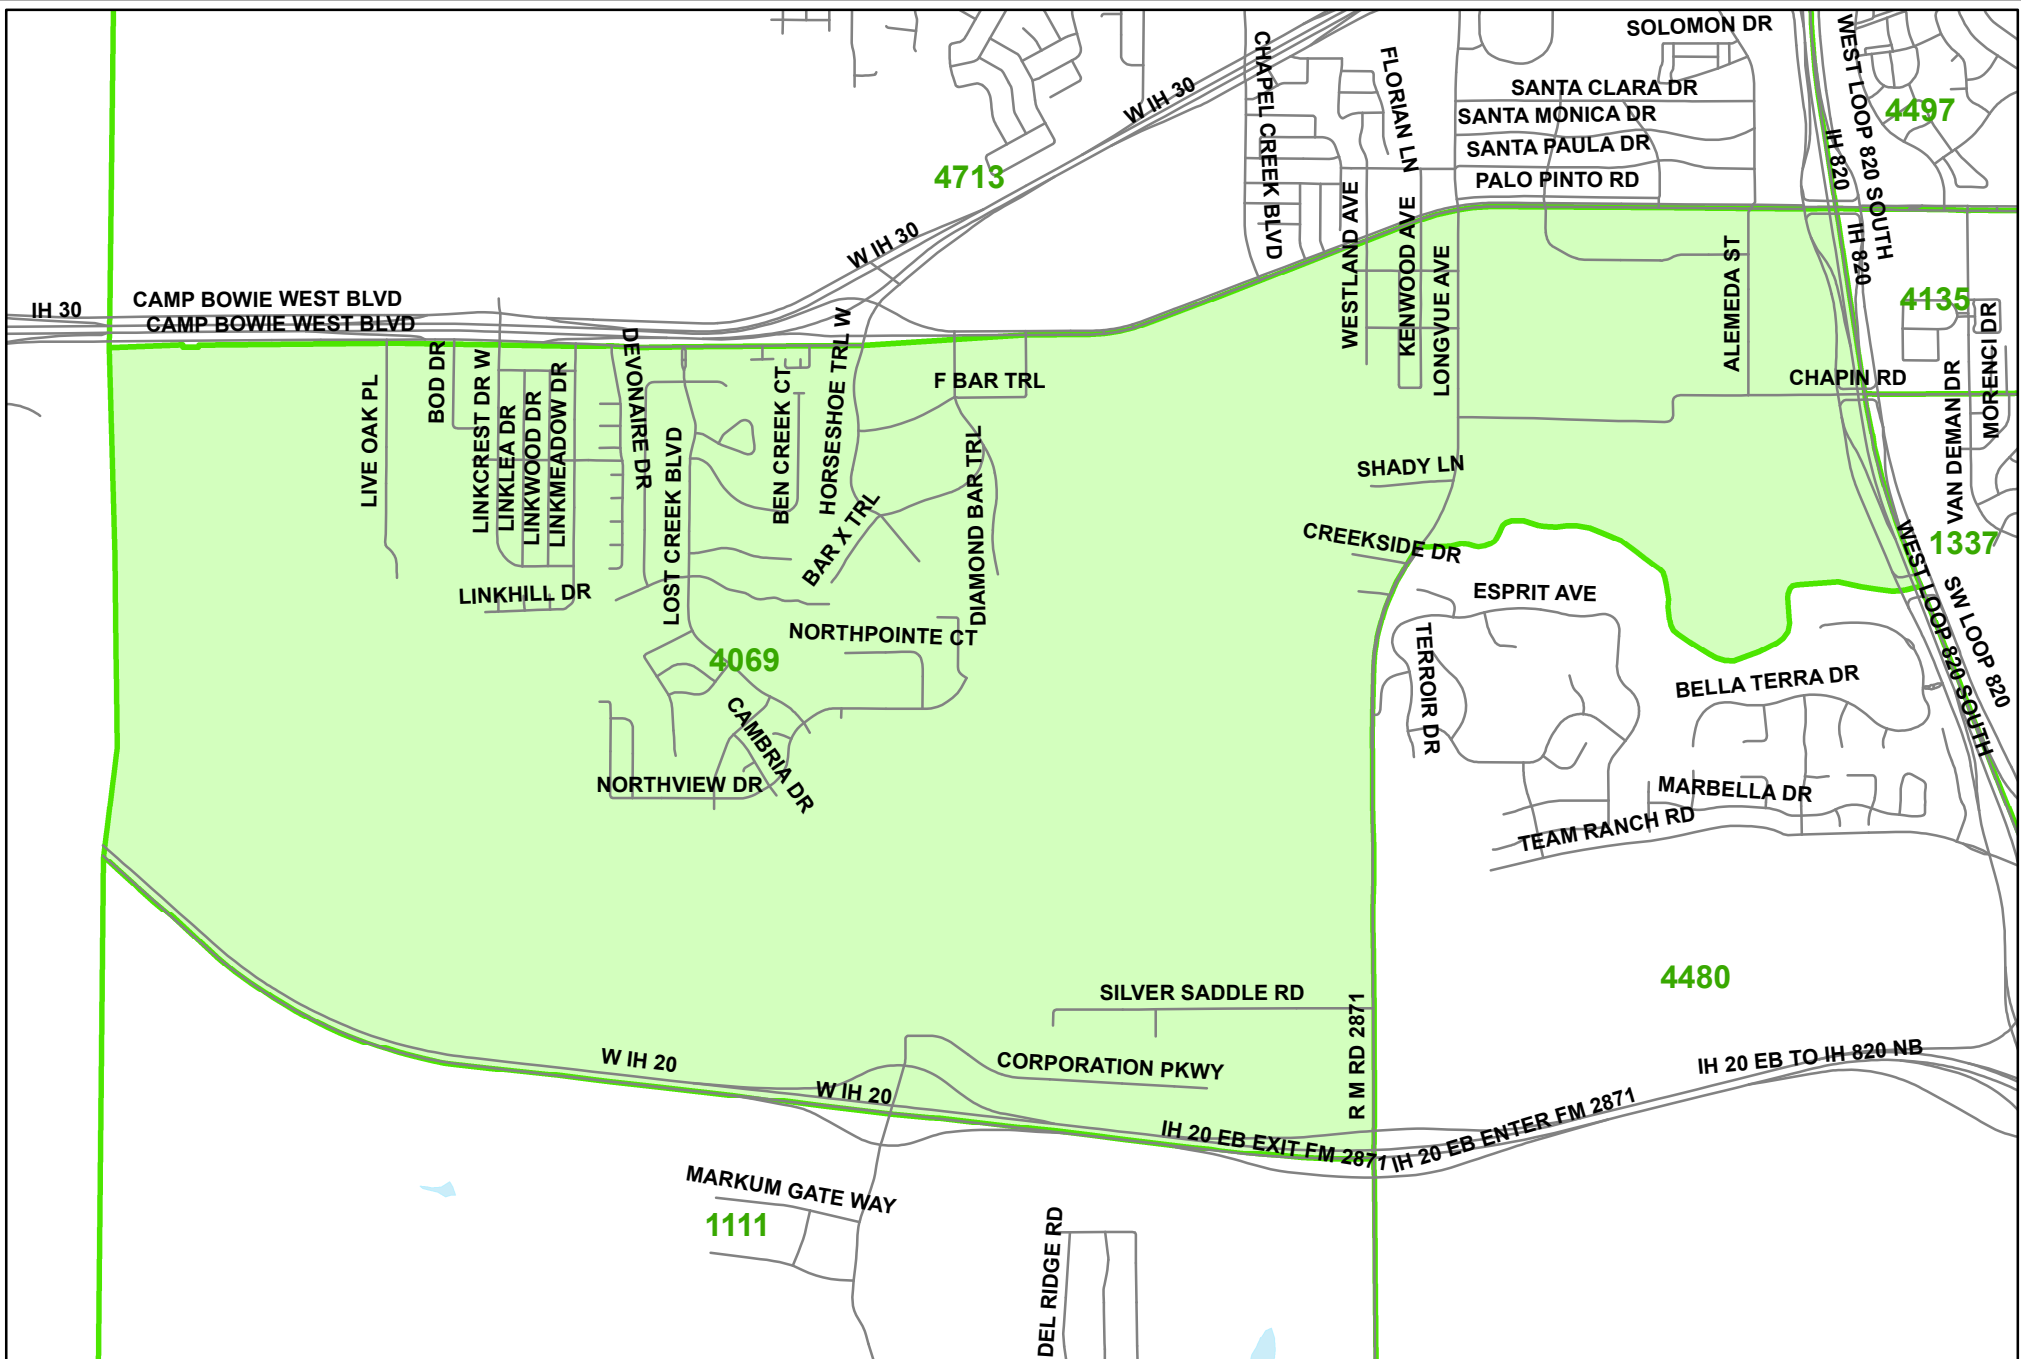 SOLOMON DR
WEST LOOP 820 SOUTH
CHAPEL CREEK BLVD
FLORIAN LN
W IH 30
SANTA CLARA DR
4497
SANTA MONICA DR
SANTA PAULA DR
IH 820
4713
PALO PINTO RD
WESTLAND AVE
KENWOOD AVE
W IH 30
LONGVUE AVE
ALEMEDA ST
IH 820
IH 30
CAMP BOWIE WEST BLVD
CAMP BOWIE WEST BLVD
4135
MORENCI DR
LIVE OAK PL
BOD DR
LINKCREST DR W
LINKLEA DR
LINKWOOD DR
LINKMEADOW DR
DEVONAIRE DR
LOST CREEK BLVD
BEN CREEK CT
HORSESHOE TRL W
F BAR TRL
CHAPIN RD
VAN DEMAN DR
DIAMOND BAR TRL
SHADY LN
BAR X TRL
CREEKSIDE DR
1337
WEST LOOP 820 SOUTH
SW LOOP 820
LINKHILL DR
ESPRIT AVE
NORTHPOINTE CT
4069
TERROIR DR
BELLA TERRA DR
CAMBRIA DR
NORTHVIEW DR
MARBELLA DR
TEAM RANCH RD
4480
SILVER SADDLE RD
R M RD 2871
W IH 20
CORPORATION PKWY
IH 20 EB TO IH 820 NB
W IH 20
IH 20 EB EXIT FM 2871
IH 20 EB ENTER FM 2871
MARKUM GATE WAY
1111
DEL RIDGE RD